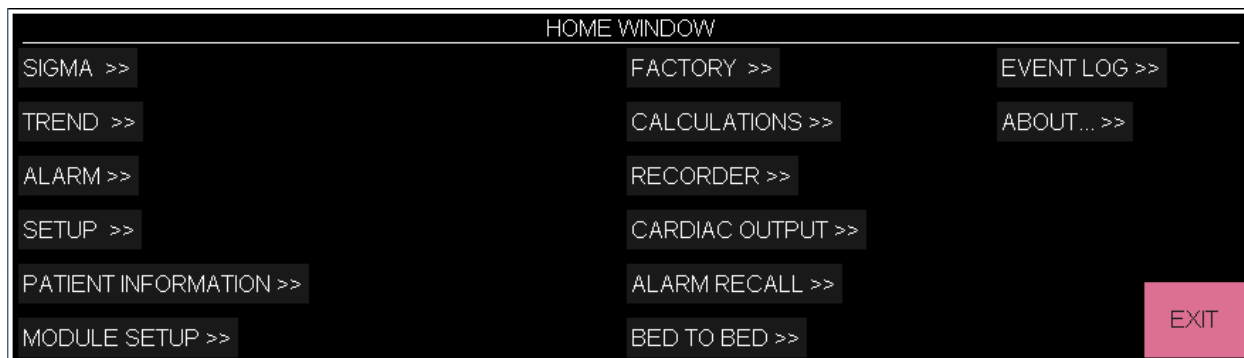 HOME WINDOW
SIGMA >>
TREND >>
ALARM >>
SETUP >>
PATIENT INFORMATION >>
MODULE SETUP >>
FACTORY >>
CALCULATIONS >>
RECORDER >>
CARDIAC OUTPUT >>
ALARM RECALL >>
BED TO BED >>
EVENT LOG >>
ABOUT... >>
EXIT